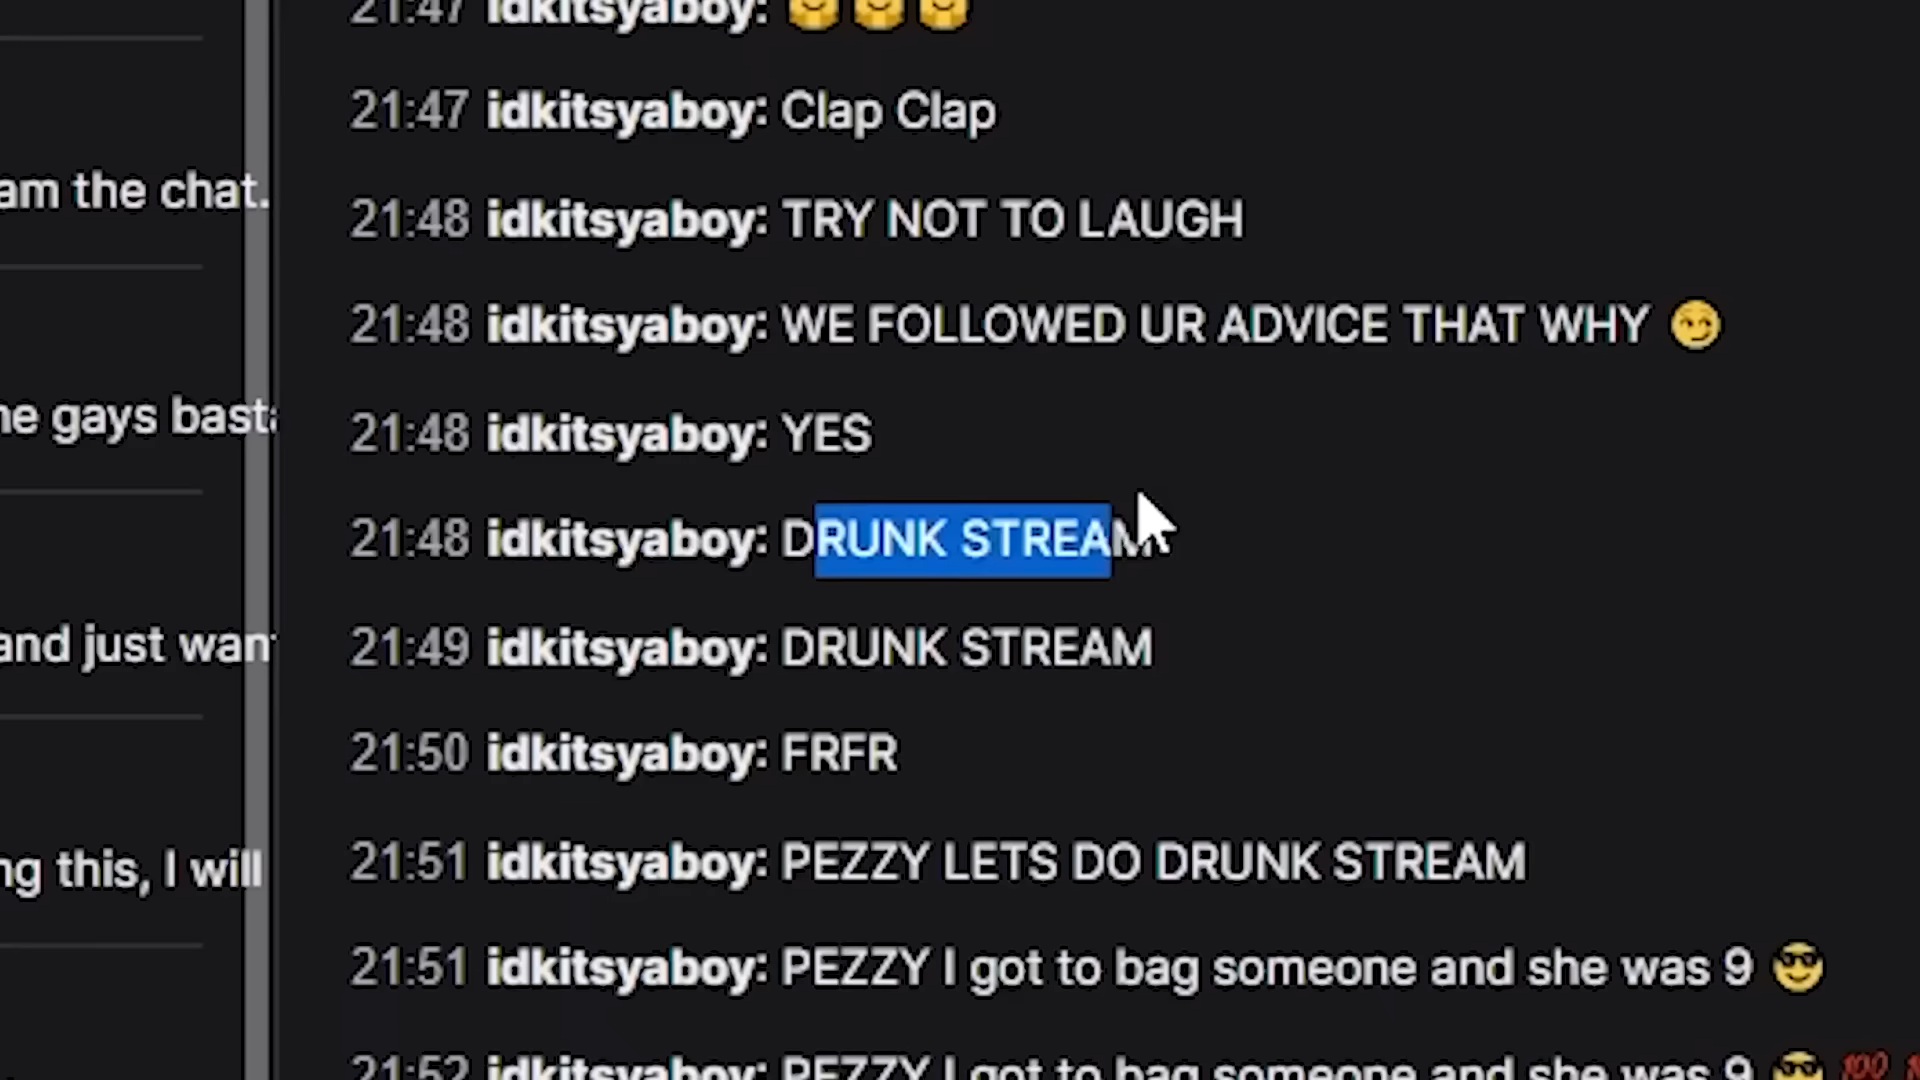 21:47 idkitsyaboy: 🤗🤗🤗
21:47 idkitsyaboy: Clap Clap
am the chat.
21:48 idkitsyaboy: TRY NOT TO LAUGH
21:48 idkitsyaboy: WE FOLLOWED UR ADVICE THAT WHY 😏
gays
21:48 idkitsyaboy: YES
21:48 idkitsyaboy: DRUNK STREAM
and just
21:49 idkitsyaboy: DRUNK STREAM
21:50 idkitsyaboy: FRFR
this, I will
21:51 idkitsyaboy: PEZZY LETS DO DRUNK STREAM
21:51 idkitsyaboy: PEZZY I got to bag someone and she was 9 😎
21:52 idkitsyaboy: PEZZY I got to bag someone and she was 9 😎 💯